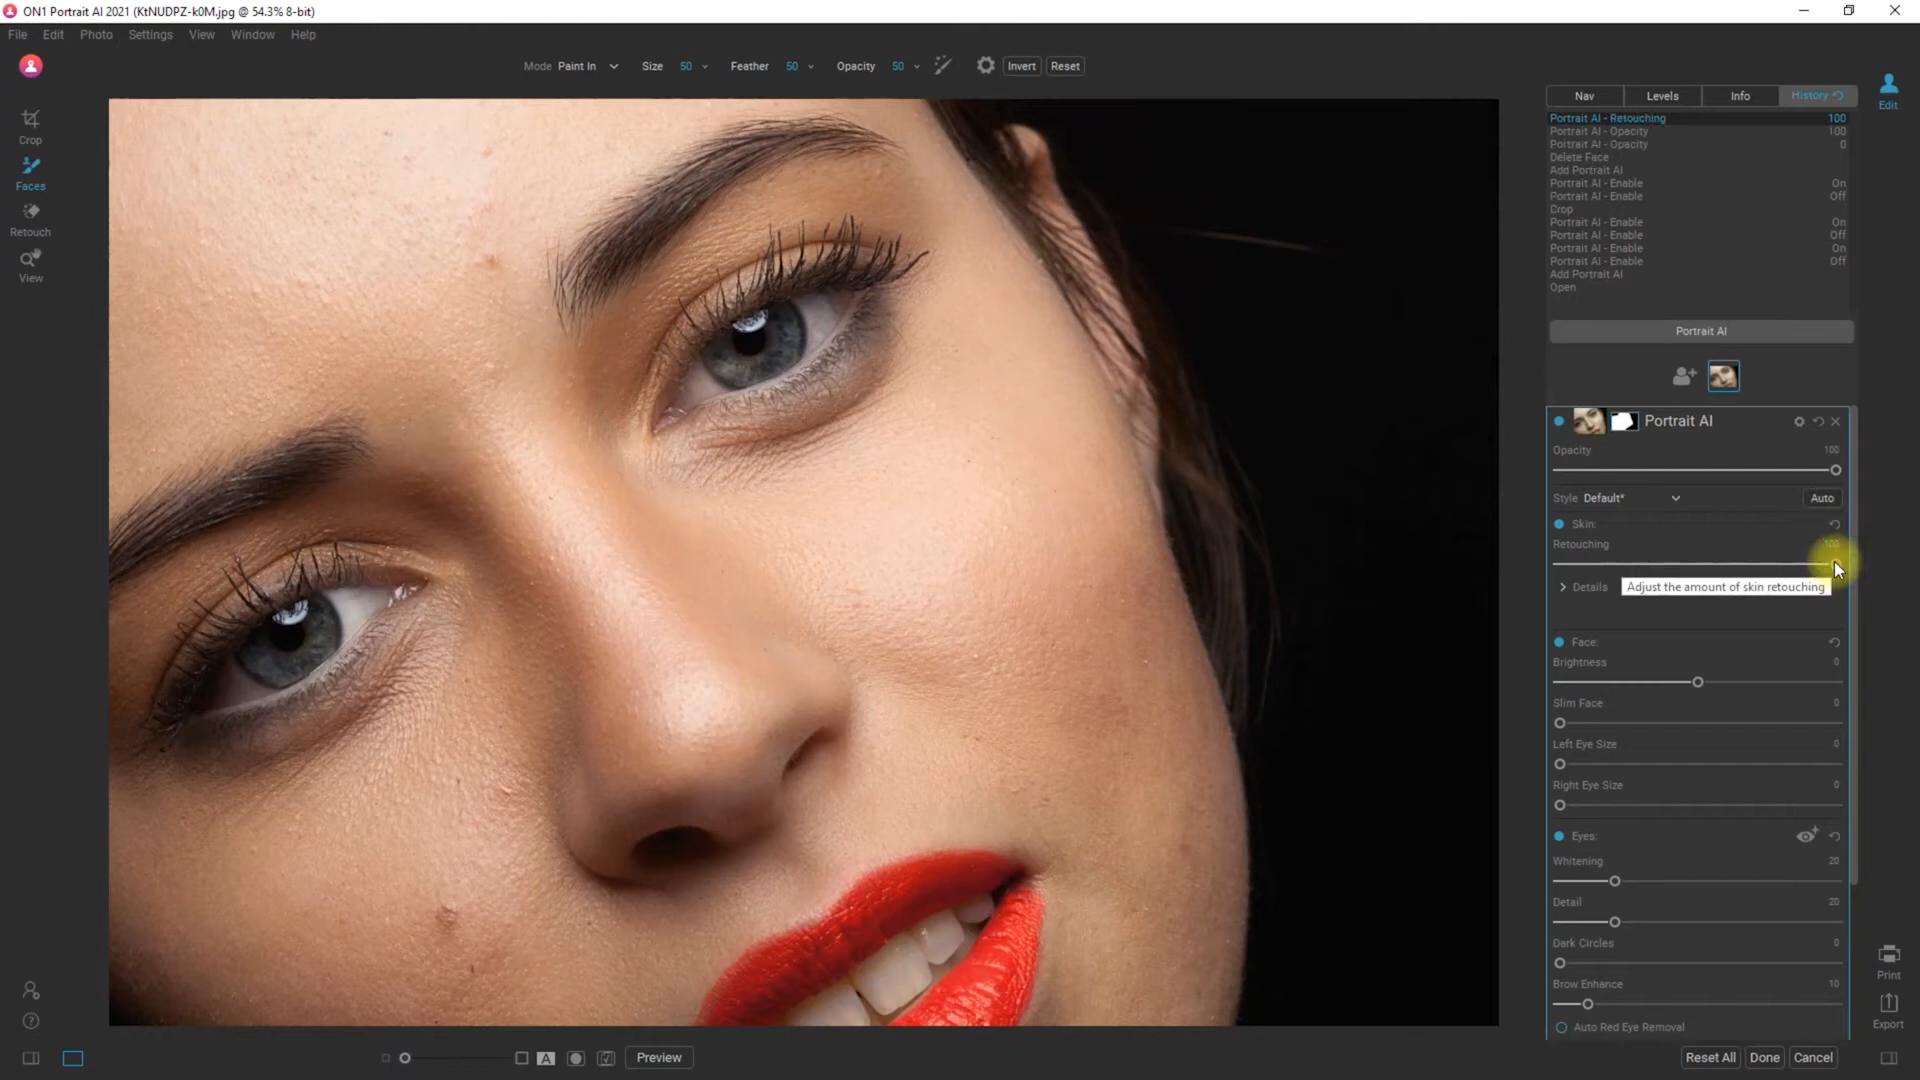 ON1 Portrait AI 2021 (KtNUDPZ-k0M.jpg @ 54.3% 8-bit)
File Edit Photo Settings View Window Help
Mode Paint In Size 50 Feather 50 Opacity 50 Invert Reset
Crop
Faces
Retouch
View
Nav Levels Info History
Edit
Portrait AI - Retouching 100
Portrait AI - Opacity 100
Portrait AI - Opacity 0
Delete Face
Add Portrait AI
Portrait AI - Enable On
Portrait AI - Enable Off
Crop
Portrait AI - Enable On
Portrait AI - Enable Off
Portrait AI - Enable On
Portrait AI - Enable Off
Add Portrait AI
Open
Portrait AI
Portrait AI
Opacity 100
Style Default* Auto
Skin:
Retouching 100
Details
Adjust the amount of skin retouching
Face:
Brightness 0
Slim Face 0
Left Eye Size 0
Right Eye Size 0
Eyes:
Whitening 20
Detail 20
Dark Circles 0
Brow Enhance 10
Auto Red Eye Removal
Print
Export
A Preview
Reset All Done Cancel